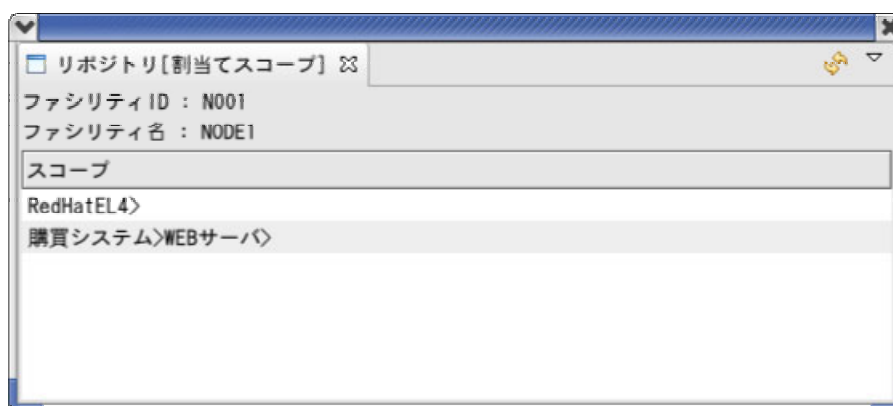 リポジトリ[割当てスコープ]
ファシリティID : N001
ファシリティ名 : NODE1
スコープ
RedHatEL4>
購買システム>WEBサーバ>